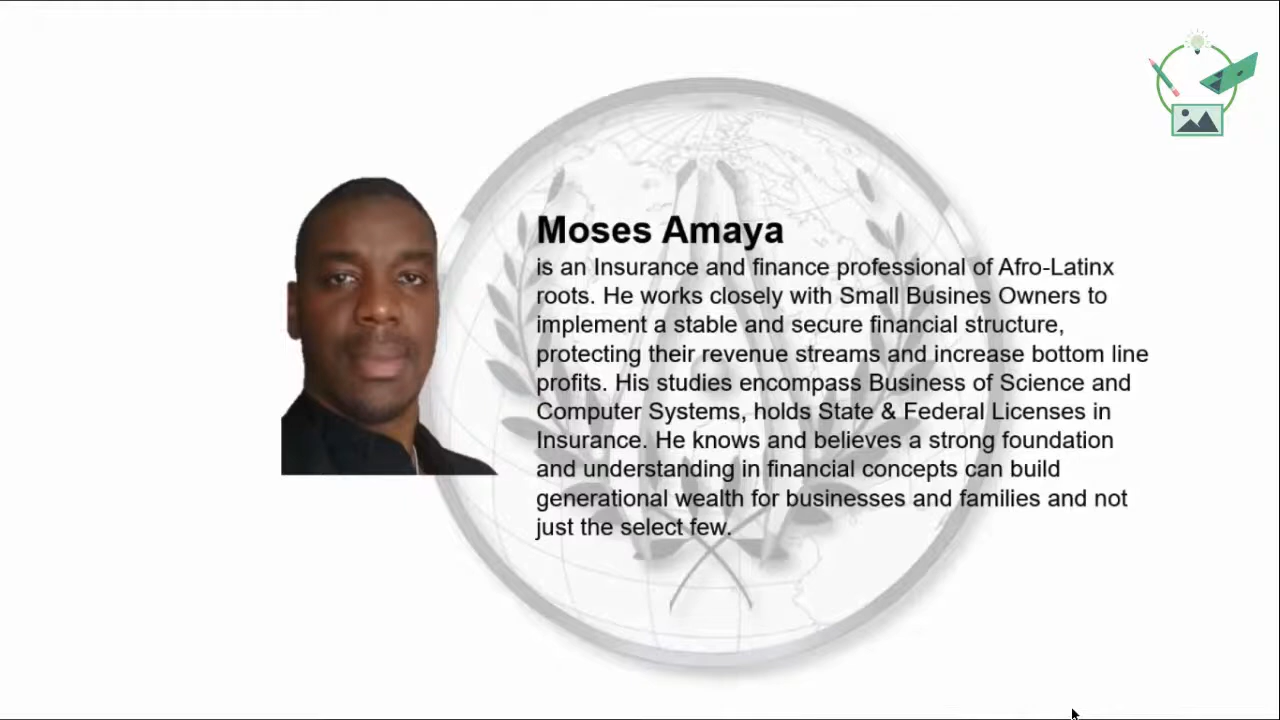 Moses Amaya
is an Insurance and finance professional of Afro-Latinx
roots. He works closely with Small Busines Owners to
implement a stable and secure financial structure,
protecting their revenue streams and increase bottom line
profits. His studies encompass Business of Science and
Computer Systems, holds State & Federal Licenses in
Insurance. He knows and believes a strong foundation
and understanding in financial concepts can build
generational wealth for businesses and families and not
just the select few.